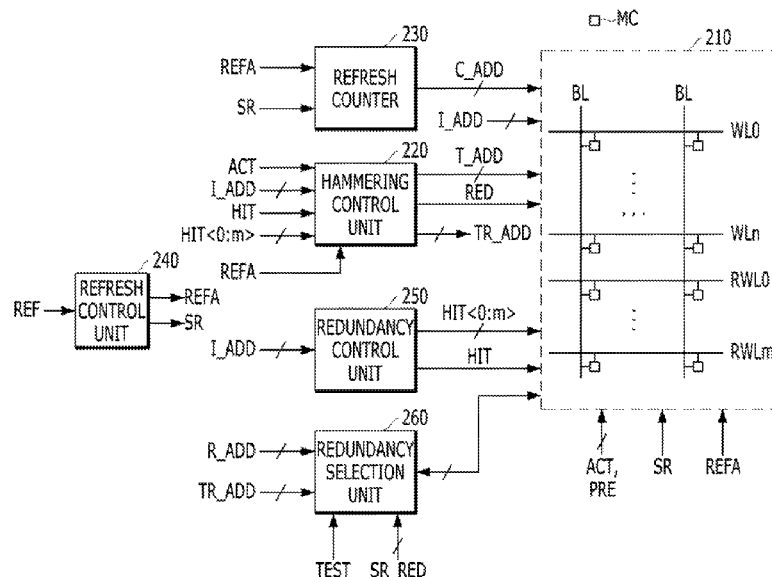 MC
230
210
REFA
REFRESH
COUNTER
C_ADD
SR
I_ADD
BL
BL
WL0
220
ACT
HAMMERING
CONTROL
UNIT
T_ADD
I_ADD
RED
HIT
HIT<0:m>
TR_ADD
WLn
240
REFA
RWL0
REF
REFRESH
CONTROL
UNIT
REFA
SR
250
REDUNDANCY
CONTROL
UNIT
HIT<0:m>
I_ADD
HIT
RWLm
260
R_ADD
REDUNDANCY
SELECTION
UNIT
TR_ADD
ACT,
PRE
SR
REFA
TEST
SR_RED